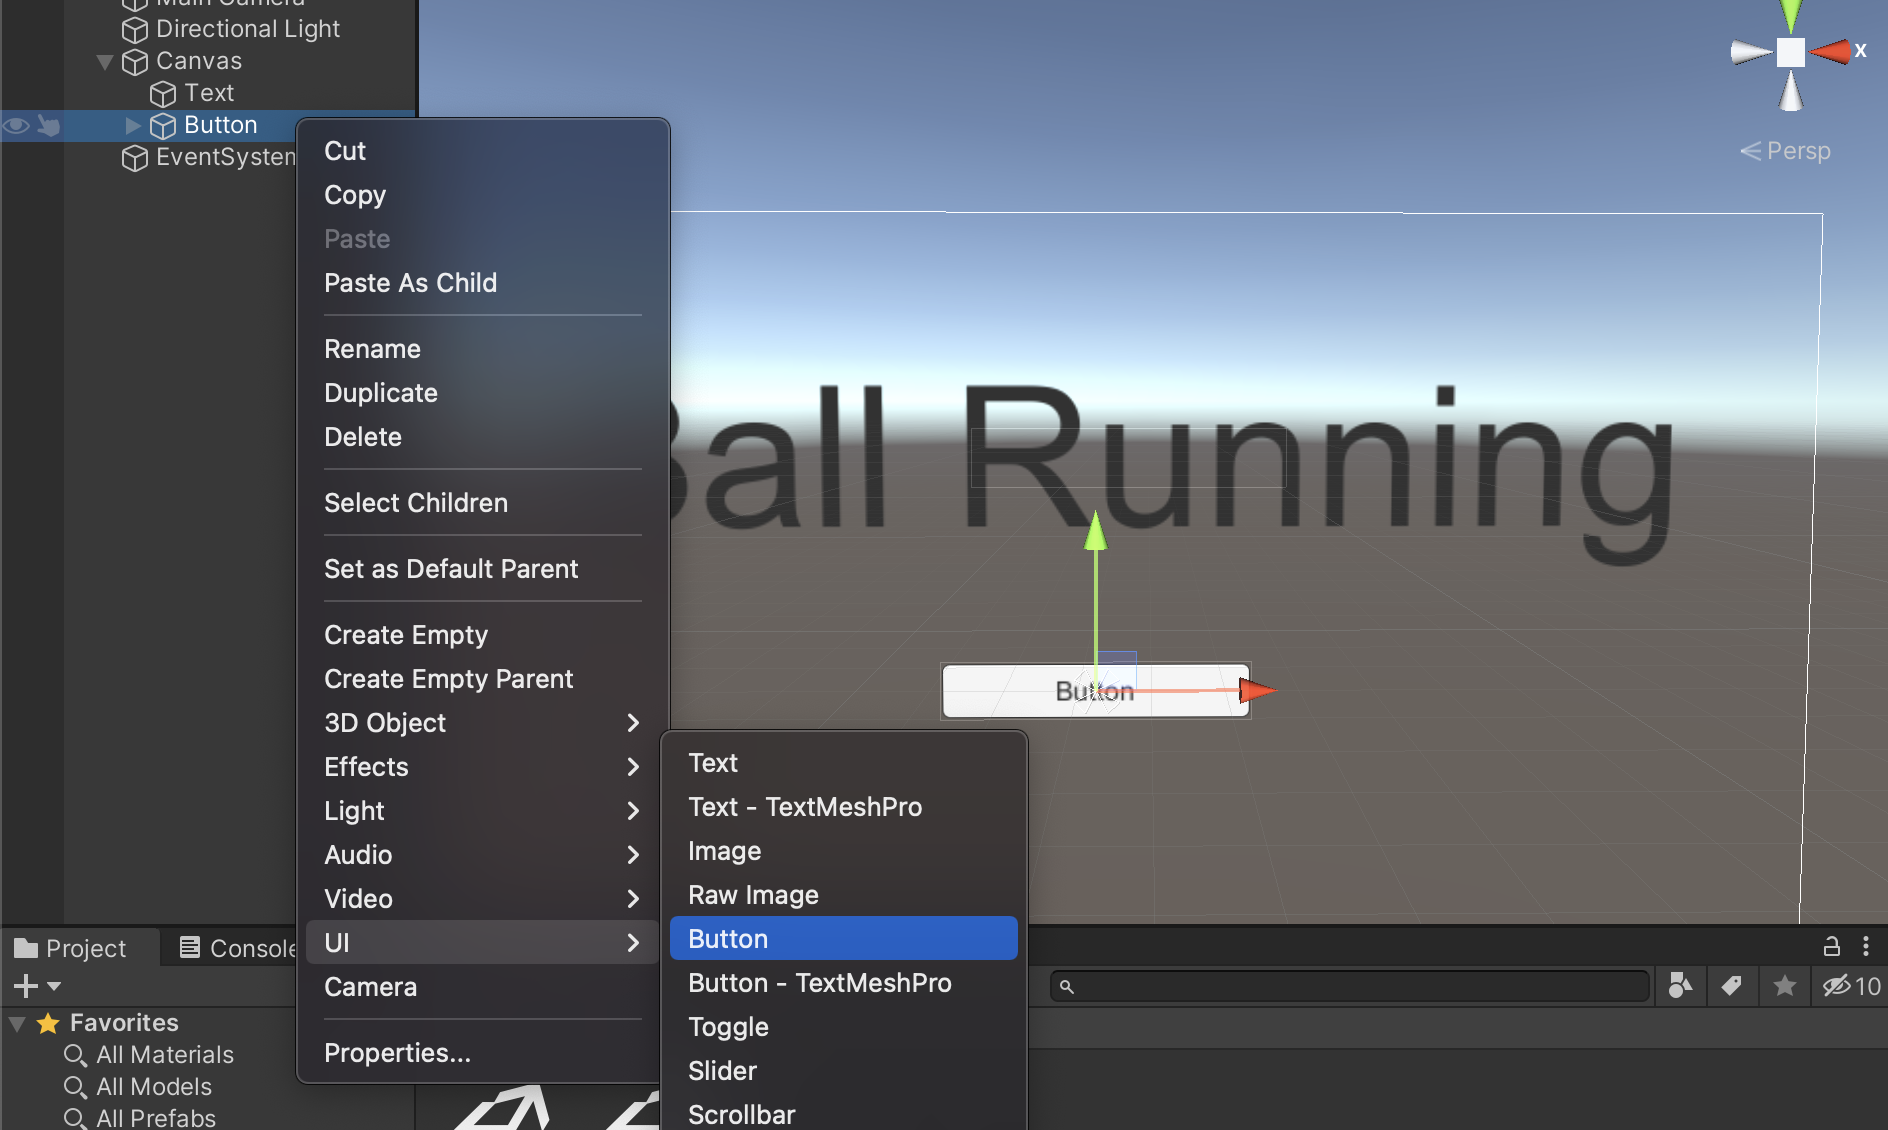 Main Camera
Directional Light
Canvas
Text
Button
EventSystem
Cut
Copy
Paste
Paste As Child
Rename
Duplicate
Delete
Select Children
Set as Default Parent
Create Empty
Create Empty Parent
3D Object
Effects
Light
Audio
Video
UI
Camera
Properties...
Text
Text - TextMeshPro
Image
Raw Image
Button
Button - TextMeshPro
Toggle
Slider
Scrollbar
x
Persp
Ball Running
Button
Project
Console
10
Favorites
All Materials
All Models
All Prefabs